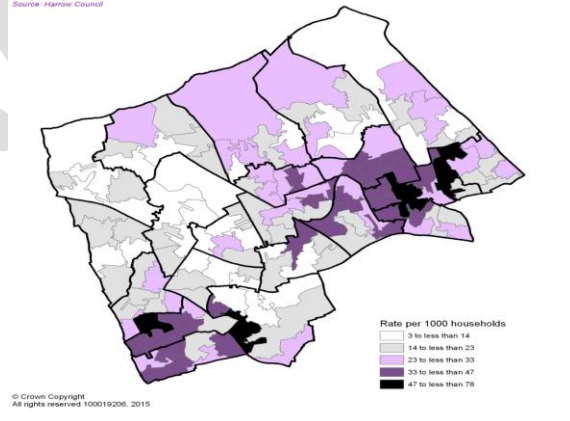 Source: Harrow Council
Rate per 1000 households
3 to less than 14
14 to less than 23
23 to less than 33
33 to less than 47
47 to less than 78
© Crown Copyright
All rights reserved 100019206, 2015